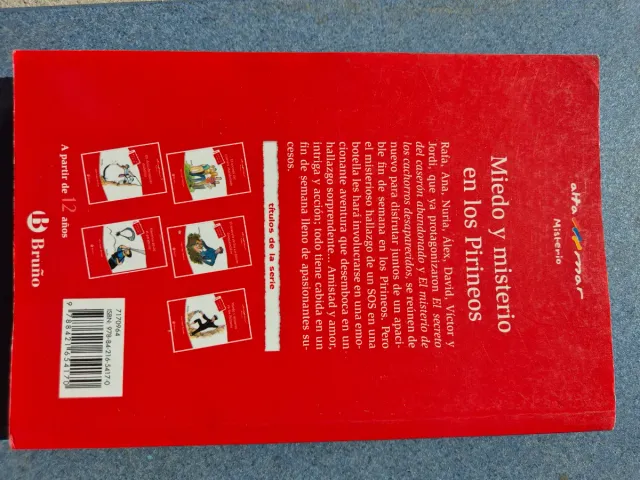 alta mar
Misterio
Miedo y misterio
en los Pirineos
Rafa, Ana, Nuria, Álex, David, Víctor y
Jordi, que ya protagonizaron El secreto
del caserón abandonado y El misterio de
los cachorros desaparecidos, se reúnen de
nuevo para disfrutar juntos de un apaci-
ble fin de semana en los Pirineos. Pero
el misterioso hallazgo de un SOS en una
botella les hará involucrarse en una emo-
cionante aventura que desemboca en un
hallazgo sorprendente... Amistad y amor,
intriga y acción; todo tiene cabida en un
fin de semana lleno de apasionantes su-
cesos.
títulos de la serie
A partir de 12 años
Bruño
7170964
ISBN 978-84-216-5417-0
9 788421 654170